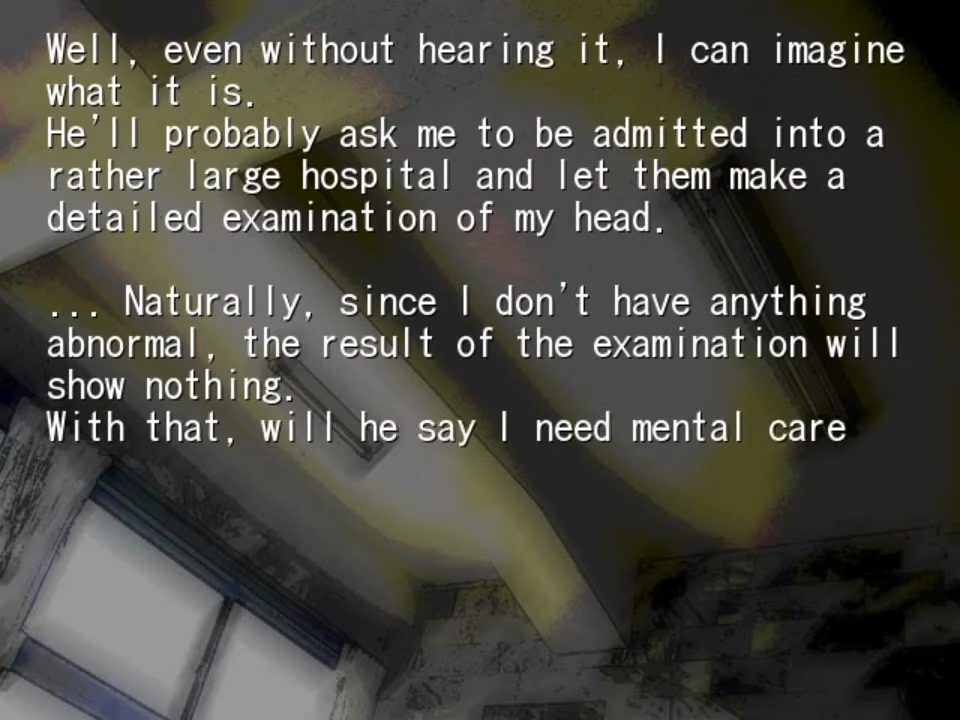 Well, even without hearing it, I can imagine
what it is.
He'll probably ask me to be admitted into a
rather large hospital and let them make a
detailed examination of my head.
... Naturally, since I don't have anything
abnormal, the result of the examination will
show nothing.
With that, will he say I need mental care